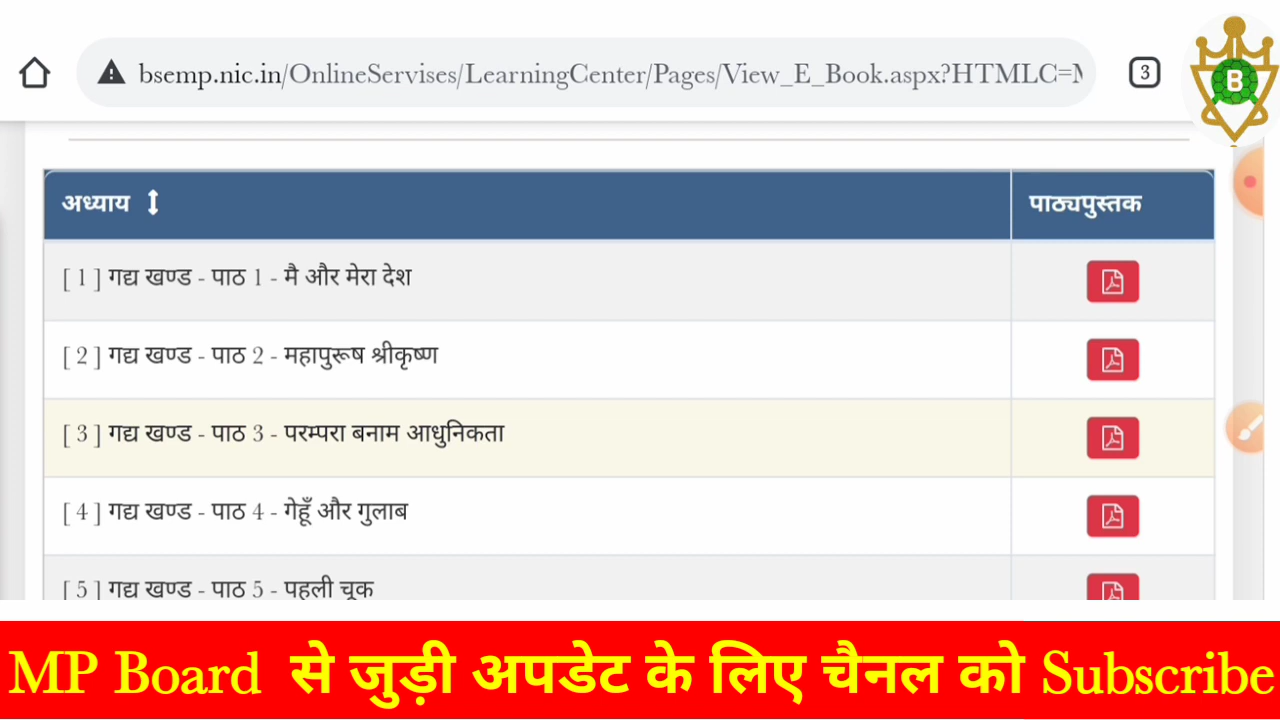 bsemp.nic.in/OnlineServises/LearningCenter/Pages/View_E_Book.aspx?HTMLC=M
3
B
अध्याय
पाठ्यपुस्तक
[ 1 ] गद्य खण्ड - पाठ 1 - मै और मेरा देश
[ 2 ] गद्य खण्ड - पाठ 2 - महापुरूष श्रीकृष्ण
[ 3 ] गद्य खण्ड - पाठ 3 - परम्परा बनाम आधुनिकता
[ 4 ] गद्य खण्ड - पाठ 4 - गेहूँ और गुलाब
[ 5 ] गद्य खण्ड - पाठ 5 - पहली चूक
MP Board से जुड़ी अपडेट के लिए चैनल को Subscribe